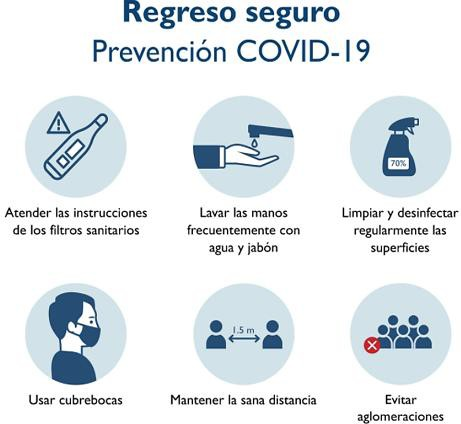 Regreso seguro
Prevención COVID-19
Atender las instrucciones
de los filtros sanitarios
Lavar las manos
frecuentemente con
agua y jabón
70%
Limpiar y desinfectar
regularmente las
superficies
Usar cubrebocas
1.5 m
Mantener la sana distancia
Evitar
aglomeraciones